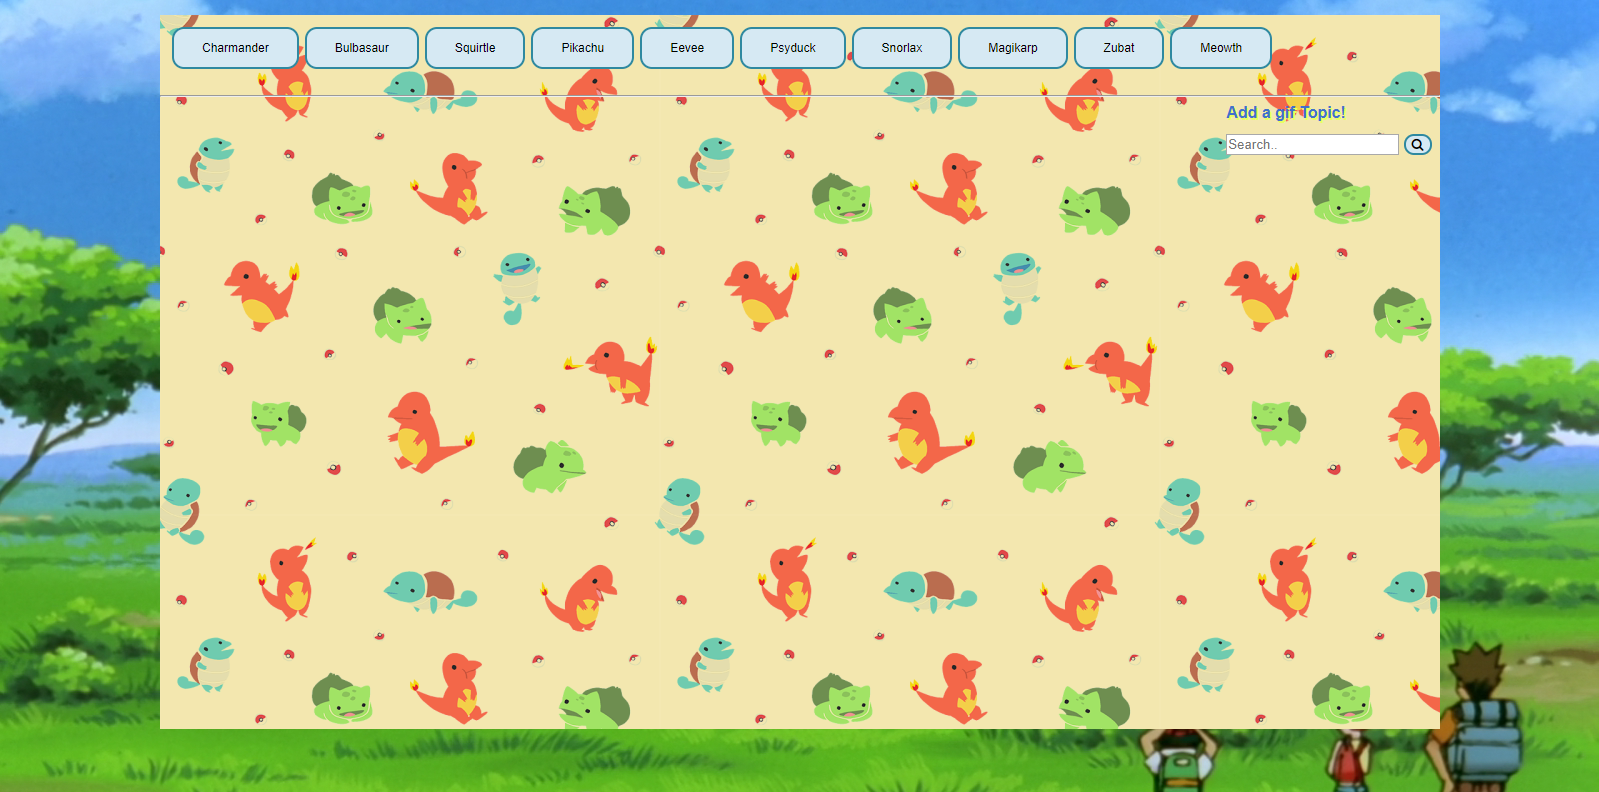 Charmander Bulbasaur Squirtle Pikachu Eevee Psyduck Snorlax Magikarp Zubat Meowth
Add a gif Topic!
Search..